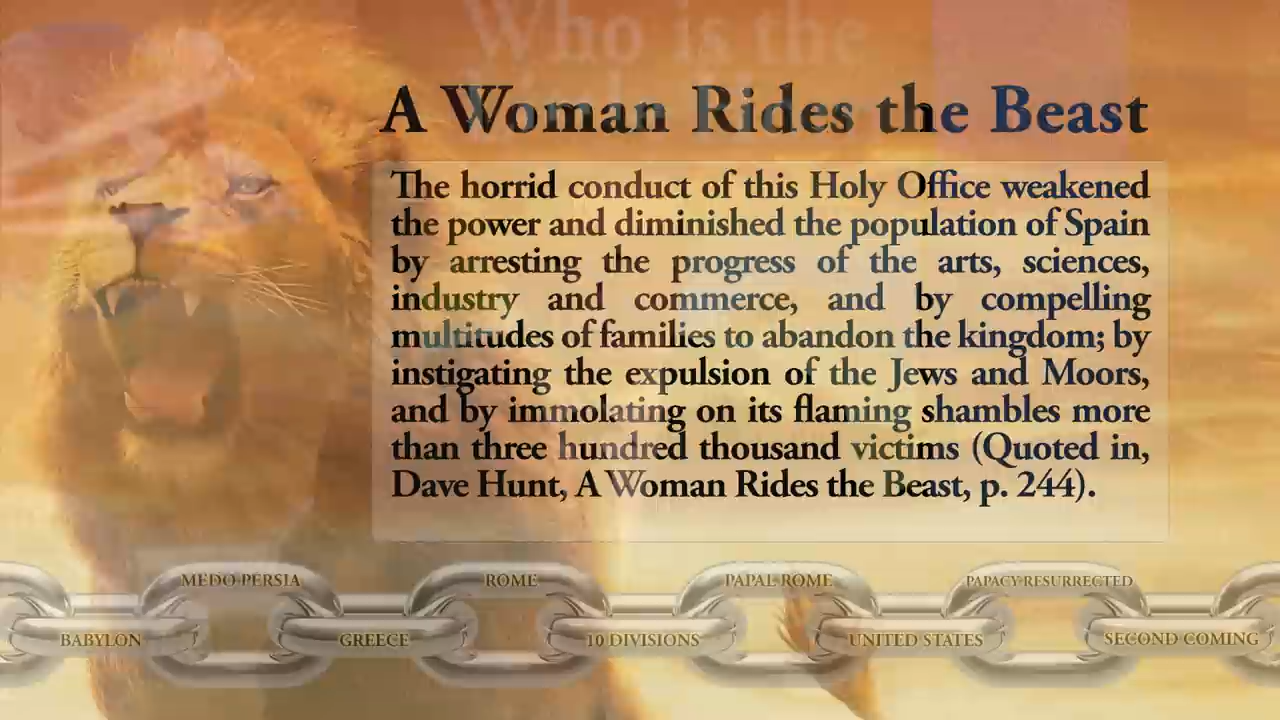 Who is the
A Woman Rides the Beast
The horrid conduct of this Holy Office weakened
the power and diminished the population of Spain
by arresting the progress of the arts, sciences,
industry and commerce, and by compelling
multitudes of families to abandon the kingdom; by
instigating the expulsion of the Jews and Moors,
and by immolating on its flaming shambles more
than three hundred thousand victims (Quoted in,
Dave Hunt, A Woman Rides the Beast, p. 244).
MEDO-PERSIA ROME PAPAL ROME PAPACY RESURRECTED
BABYLON GREECE 10 DIVISIONS UNITED STATES SECOND COMING